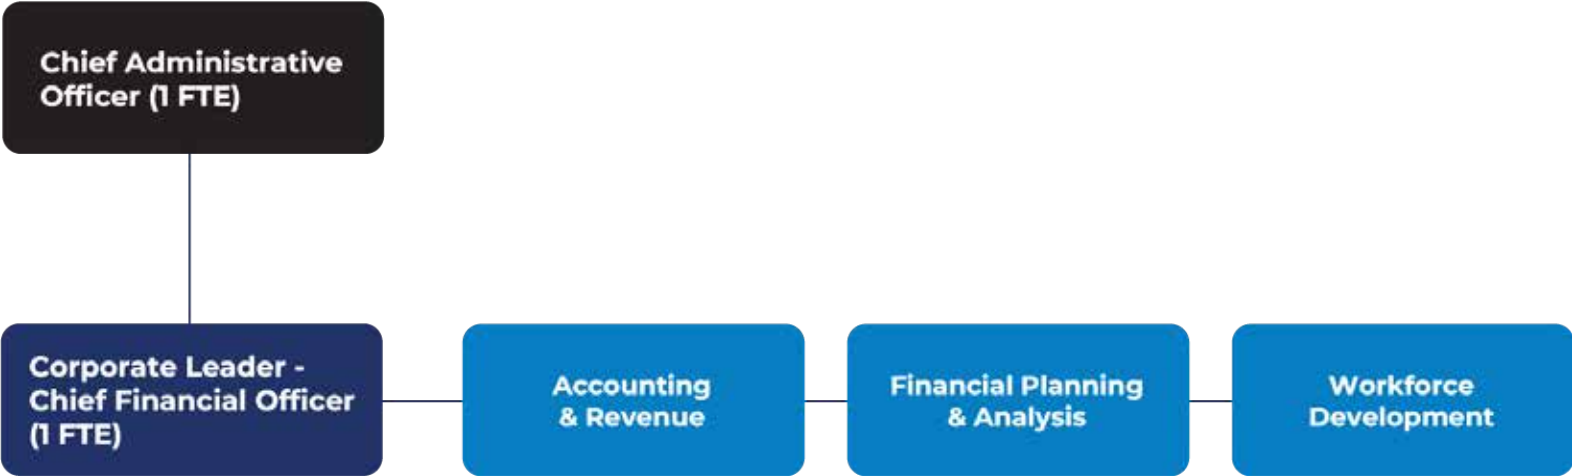 Chief Administrative
Officer (1 FTE)
Corporate Leader -
Chief Financial Officer
(1 FTE)
Accounting
& Revenue
Financial Planning
& Analysis
Workforce
Development